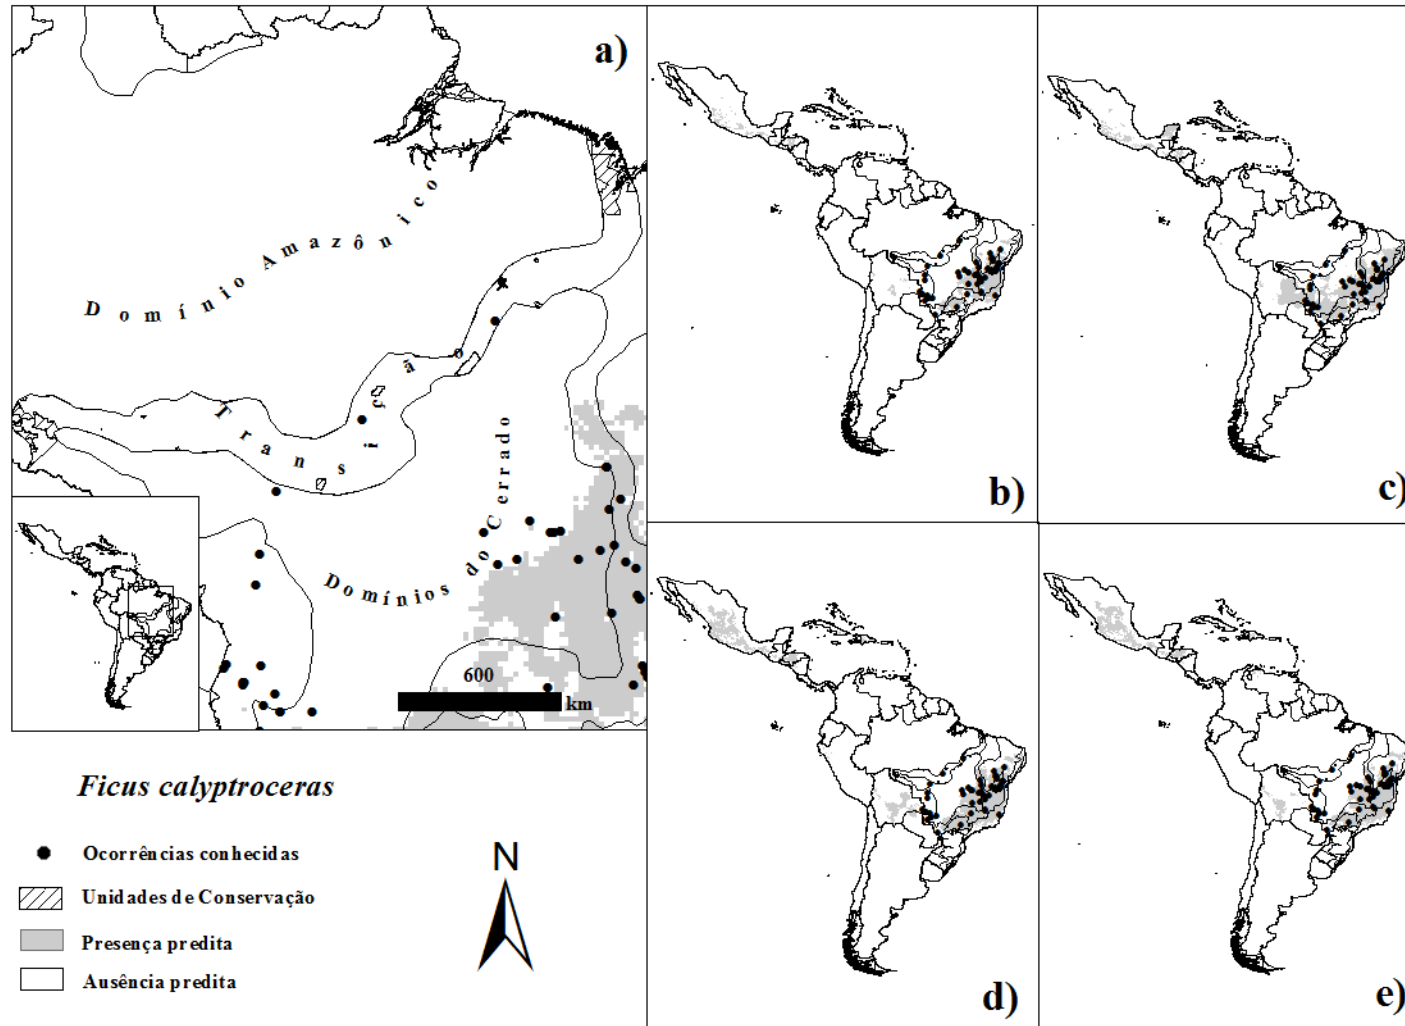 a)
Domínio Amazônico
Transição
Domínios do Cerrado
600
km
b)
c)
d)
e)
Ficus calyptroceras
Ocorrências conhecidas
Unidades de Conservação
Presença predita
Ausência predita
N